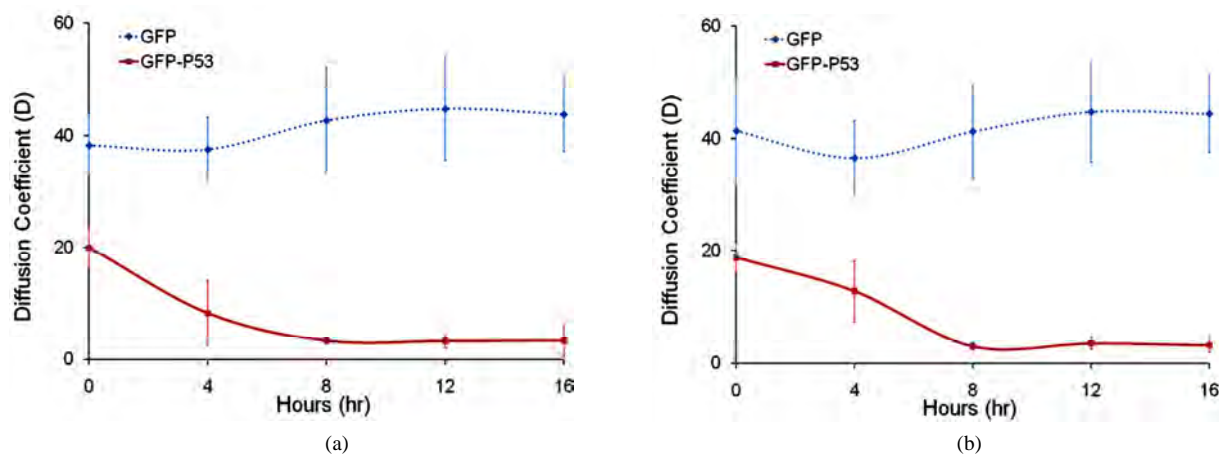 60
GFP
GFP-P53
40
20
0
Diffusion Coefficient (D)
0 4 8 12 16
Hours (hr)
(a)
60
GFP
GFP-P53
40
20
0
Diffusion Coefficient (D)
0 4 8 12 16
Hours (hr)
(b)